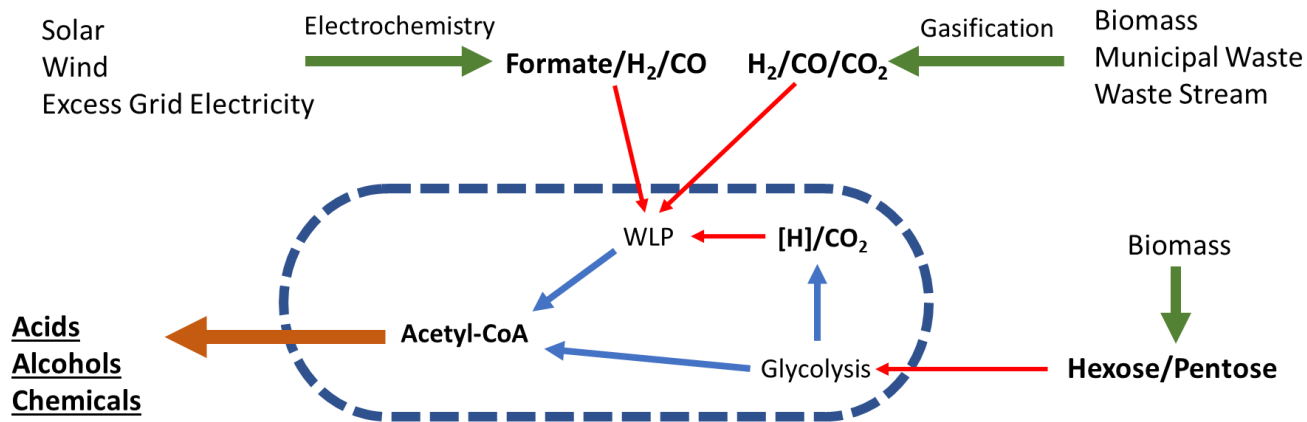 Solar
Wind
Excess Grid Electricity
Electrochemistry
Formate/H₂/CO
H₂/CO/CO₂
Gasification
Biomass
Municipal Waste
Waste Stream
WLP
[H]/CO₂
Biomass
Acetyl-CoA
Glycolysis
Hexose/Pentose
Acids
Alcohols
Chemicals